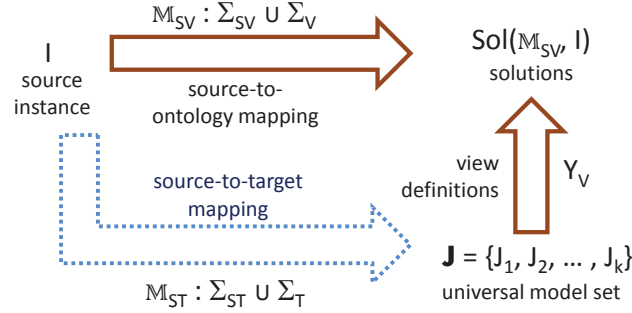 𝕄SV : ΣSV ∪ ΣV
I
source
instance
source-to-
ontology mapping
Sol(𝕄SV, I)
solutions
source-to-target
mapping
view
definitions
YV
𝕄ST : ΣST ∪ ΣT
J = {J1, J2, ... , Jk}
universal model set